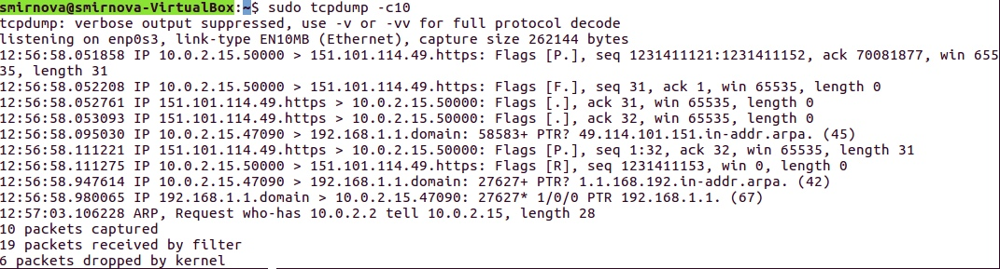 smirnova@smirnova-VirtualBox:~$ sudo tcpdump -c10
tcpdump: verbose output suppressed, use -v or -vv for full protocol decode
listening on enp0s3, link-type EN10MB (Ethernet), capture size 262144 bytes
12:56:58.051858 IP 10.0.2.15.50000 > 151.101.114.49.https: Flags [P.], seq 1231411121:1231411152, ack 70081877, win 655
35, length 31
12:56:58.052208 IP 10.0.2.15.50000 > 151.101.114.49.https: Flags [F.], seq 31, ack 1, win 65535, length 0
12:56:58.052761 IP 151.101.114.49.https > 10.0.2.15.50000: Flags [.], ack 31, win 65535, length 0
12:56:58.053093 IP 151.101.114.49.https > 10.0.2.15.50000: Flags [.], ack 32, win 65535, length 0
12:56:58.095030 IP 10.0.2.15.47090 > 192.168.1.1.domain: 58583+ PTR? 49.114.101.151.in-addr.arpa. (45)
12:56:58.111221 IP 151.101.114.49.https > 10.0.2.15.50000: Flags [P.], seq 1:32, ack 32, win 65535, length 31
12:56:58.111275 IP 10.0.2.15.50000 > 151.101.114.49.https: Flags [R], seq 1231411153, win 0, length 0
12:56:58.947614 IP 10.0.2.15.47090 > 192.168.1.1.domain: 27627+ PTR? 1.1.168.192.in-addr.arpa. (42)
12:56:58.980065 IP 192.168.1.1.domain > 10.0.2.15.47090: 27627* 1/0/0 PTR 192.168.1.1. (67)
12:57:03.106228 ARP, Request who-has 10.0.2.2 tell 10.0.2.15, length 28
10 packets captured
19 packets received by filter
6 packets dropped by kernel